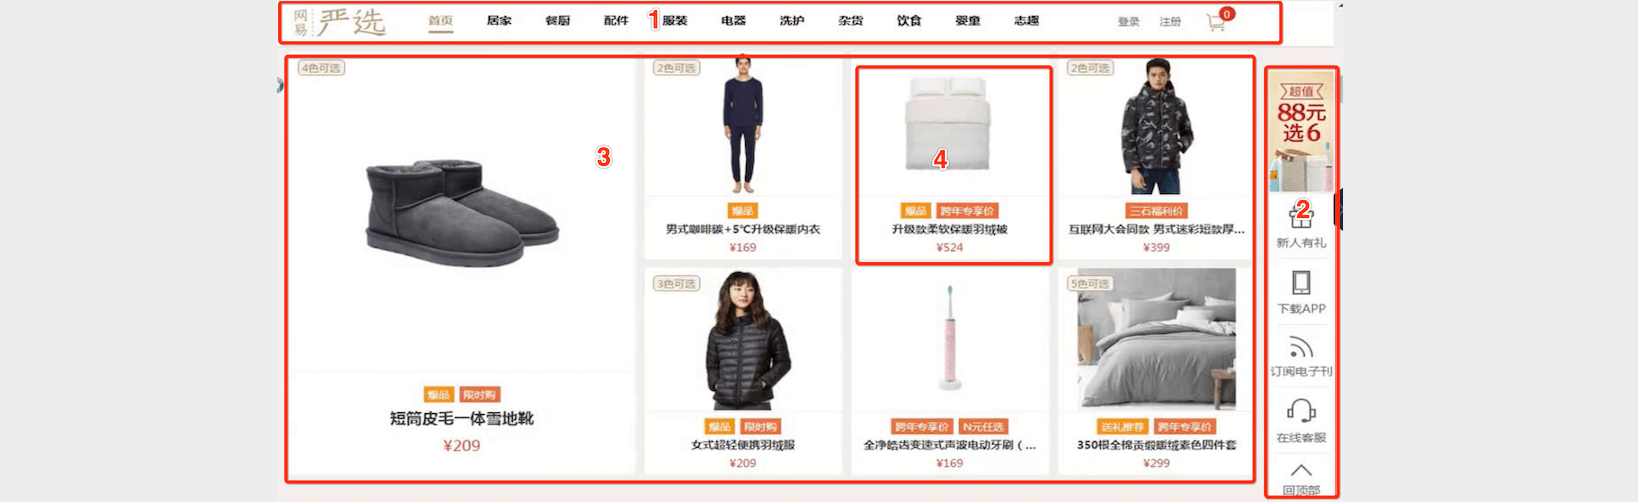 网易 严选 首页 居家 餐厨 配件 1 服装 电器 洗护 杂货 饮食 婴童 志趣 登录 注册 0
4色可选
3
爆品 限时购
短筒皮毛一体雪地靴
¥209
2色可选
爆品
男式咖啡碳+5℃升级保暖内衣
¥169
4
爆品 跨年专享价
升级款柔软保暖羽绒被
¥524
2色可选
三石福利价
互联网大会同款 男式迷彩短款厚...
¥399
3色可选
爆品 限时购
女式超轻便携羽绒服
¥209
跨年专享价 N元任选
全净皓齿变速式声波电动牙刷（...
¥169
5色可选
送礼推荐 跨年专享价
350根全棉贡缎暖绒素色四件套
¥299
超值
88元
选6
2
新人有礼
下载APP
订阅电子刊
在线客服
回顶部